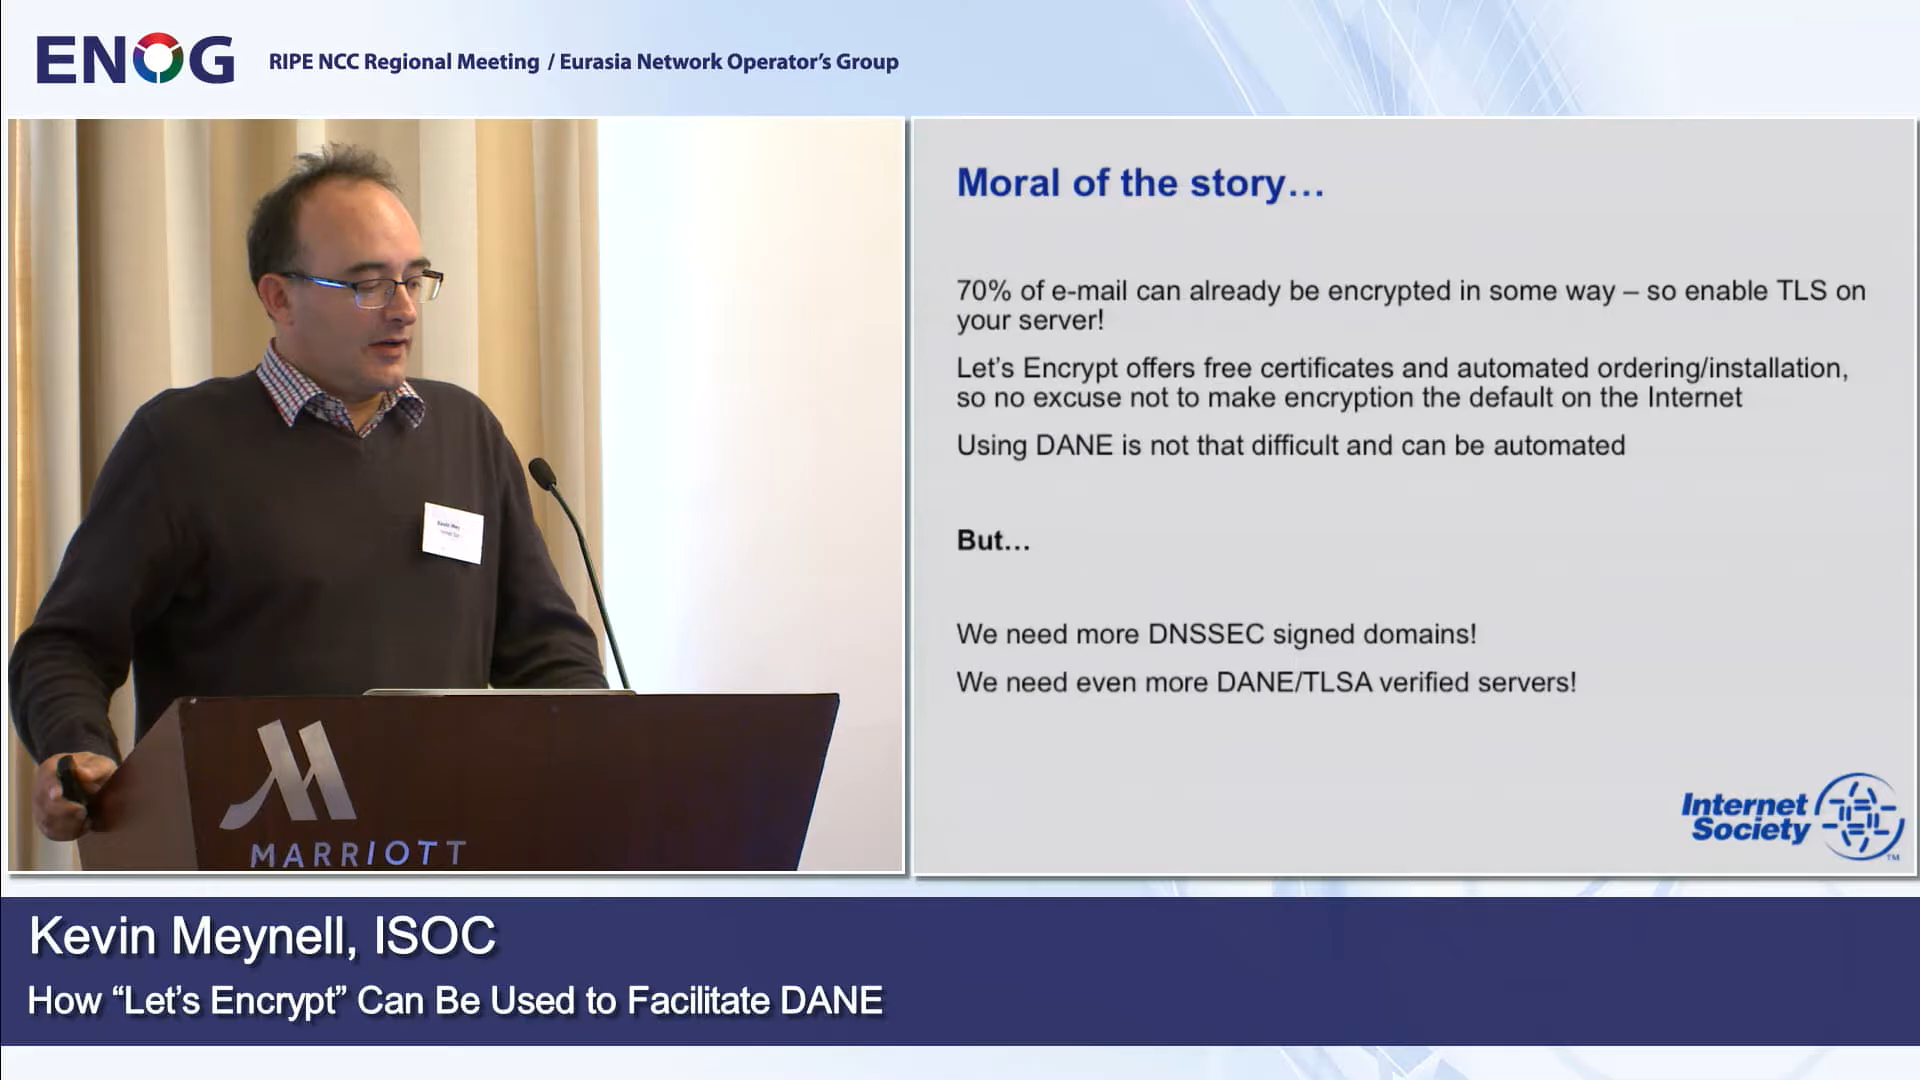 ENOG
RIPE NCC Regional Meeting / Eurasia Network Operator's Group
Moral of the story…
70% of e-mail can already be encrypted in some way – so enable TLS on
your server!
Let's Encrypt offers free certificates and automated ordering/installation,
so no excuse not to make encryption the default on the Internet
Using DANE is not that difficult and can be automated
But…
We need more DNSSEC signed domains!
We need even more DANE/TLSA verified servers!
Internet
Society
TM
Kevin
MARRIOTT
Kevin Meynell, ISOC
How “Let’s Encrypt” Can Be Used to Facilitate DANE